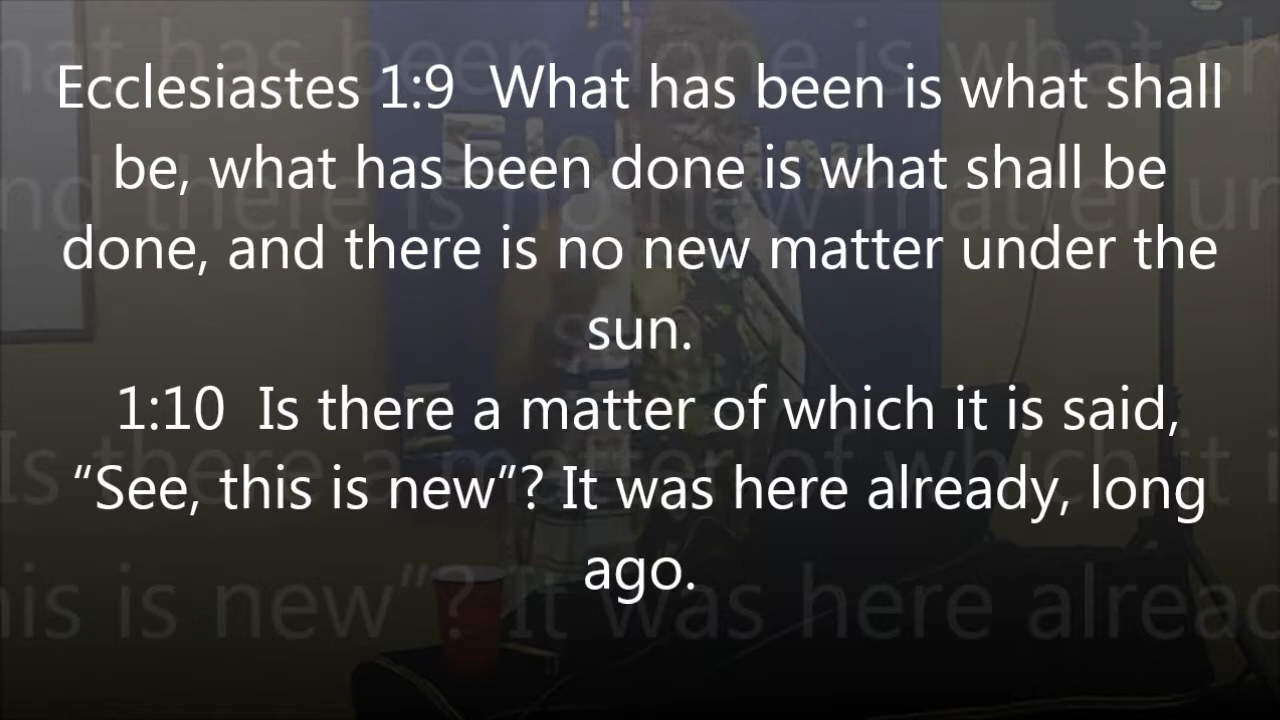 Ecclesiastes 1:9  What has been is what shall
be, what has been done is what shall be
done, and there is no new matter under the
sun.
1:10  Is there a matter of which it is said,
“See, this is new”? It was here already, long
ago.